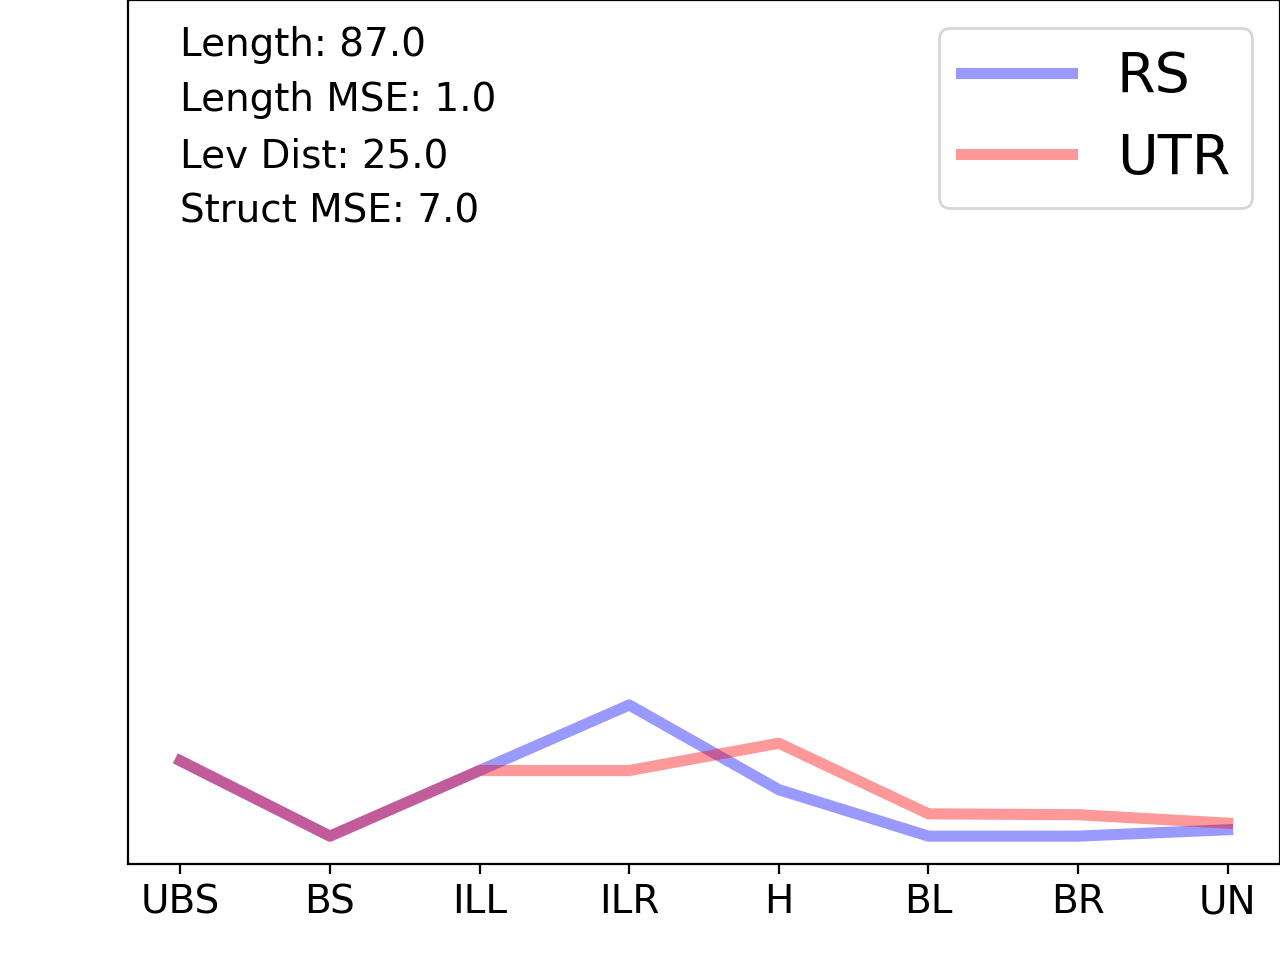 Length: 87.0
Length MSE: 1.0
Lev Dist: 25.0
Struct MSE: 7.0
RS
UTR
UBS BS ILL ILR H BL BR UN